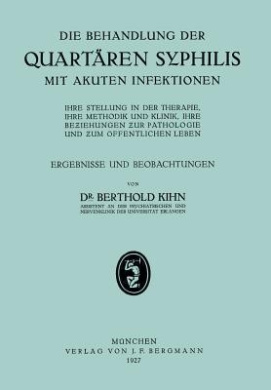 DIE BEHANDLUNG DER
QUARTÄREN SYPHILIS
MIT AKUTEN INFEKTIONEN
IHRE STELLUNG IN DER THERAPIE,
IHRE METHODIK UND KLINIK, IHRE
BEZIEHUNGEN ZUR PATHOLOGIE
UND ZUM ÖFFENTLICHEN LEBEN
ERGEBNISSE UND BEOBACHTUNGEN
VON
DR. BERTHOLD KIHN
ASSISTENT AN DER PSYCHIATRISCHEN UND
NERVENKLINIK DER UNIVERSITÄT ERLANGEN
MÜNCHEN
VERLAG VON J. F. BERGMANN
1927